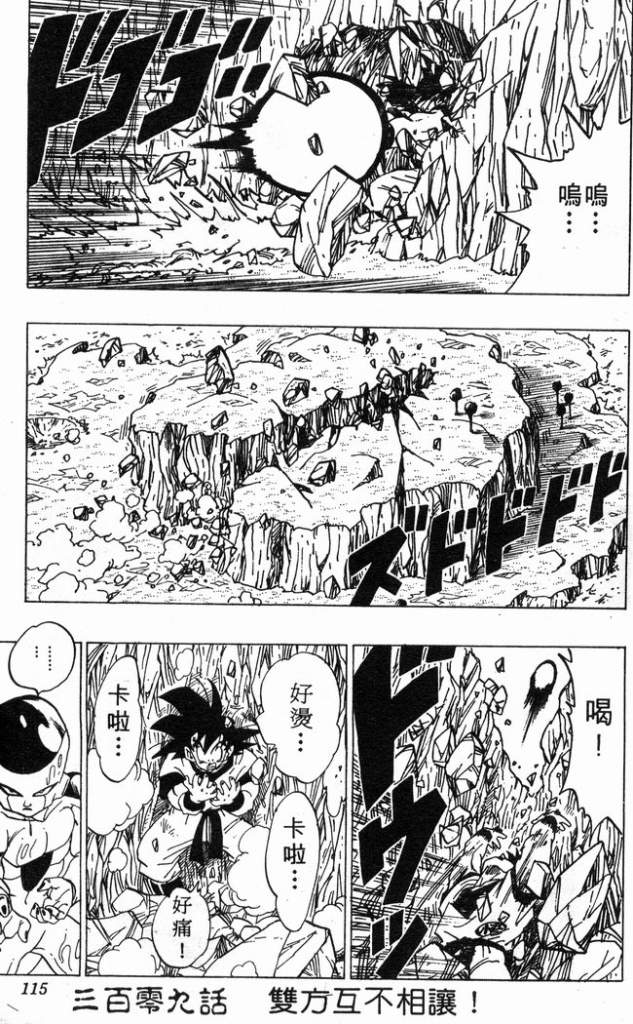 ドゴゴゴ
嗚…
嗚…
ズドドドド
喝！
ドウッ
好燙…
卡啦…
好痛！
卡啦…
……
115
三百零九話 雙方互不相讓！